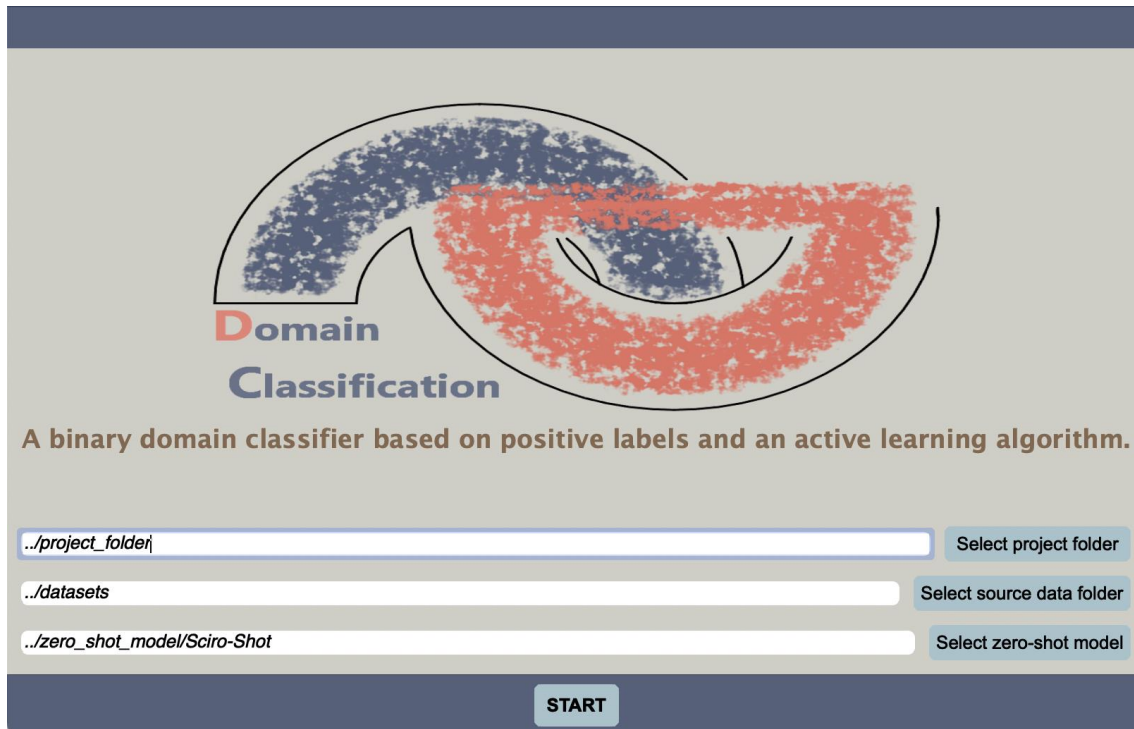 Domain
Classification
A binary domain classifier based on positive labels and an active learning algorithm.
../project_folder Select project folder
../datasets Select source data folder
../zero_shot_model/Sciro-Shot Select zero-shot model
START